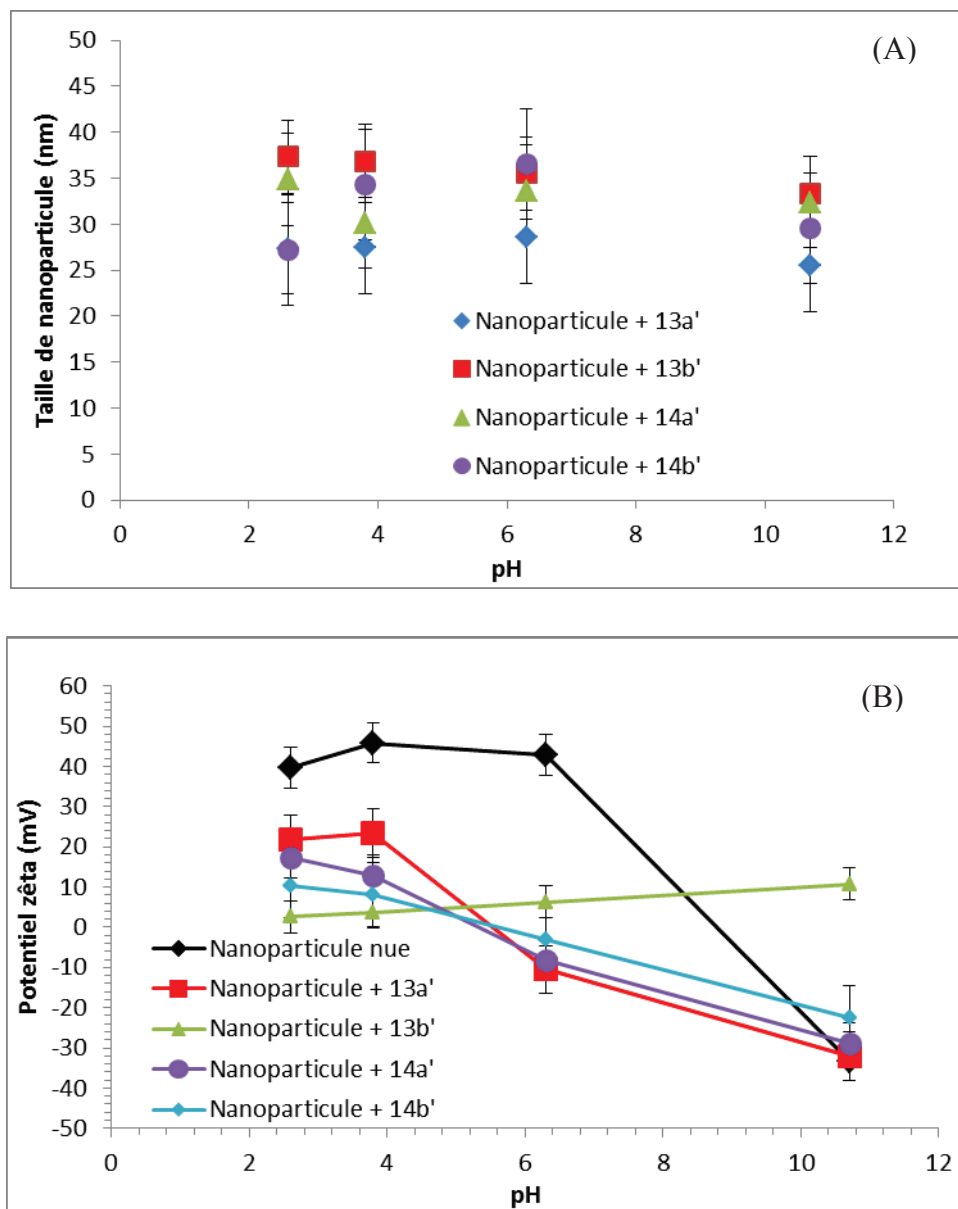 (A)
Taille de nanoparticule (nm)
50
45
40
35
30
25
20
15
10
5
0
Nanoparticule + 13a'
Nanoparticule + 13b'
Nanoparticule + 14a'
Nanoparticule + 14b'
0 2 4 6 8 10 12
pH
(B)
Potentiel zêta (mV)
60
50
40
30
20
10
0
-10
-20
-30
-40
-50
Nanoparticule nue
Nanoparticule + 13a'
Nanoparticule + 13b'
Nanoparticule + 14a'
Nanoparticule + 14b'
0 2 4 6 8 10 12
pH